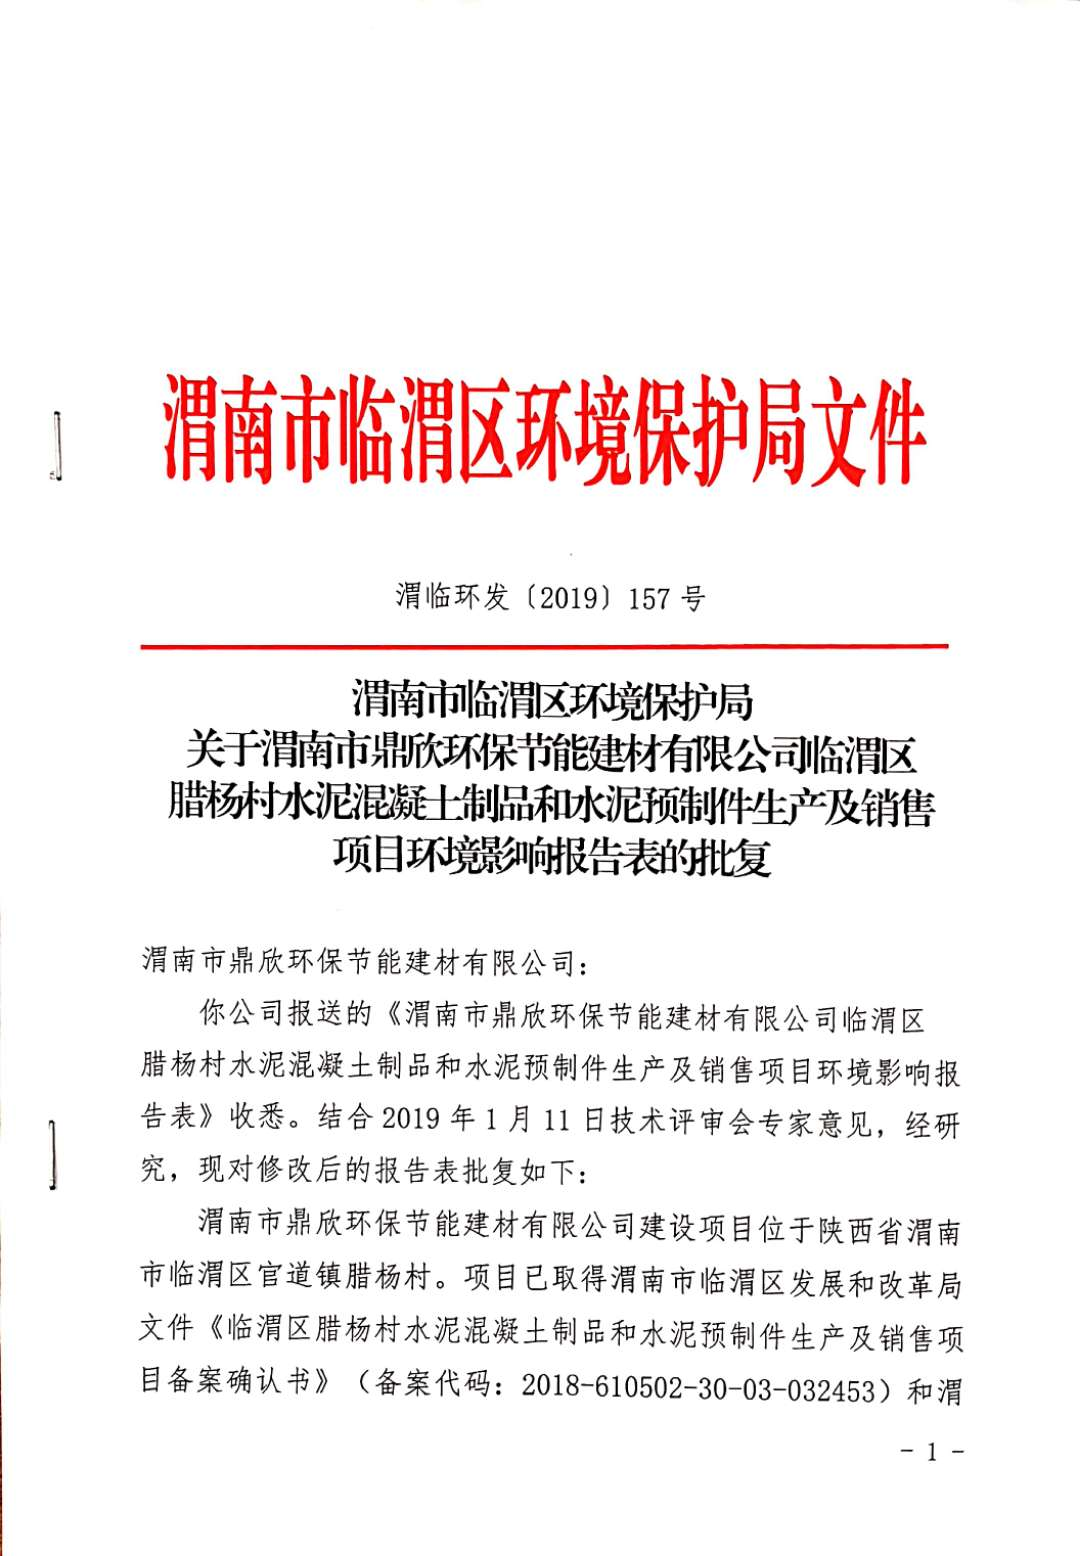 渭南市临渭区环境保护局文件
渭临环发〔2019〕157号
渭南市临渭区环境保护局
关于渭南市鼎欣环保节能建材有限公司临渭区
腊杨村水泥混凝土制品和水泥预制件生产及销售
项目环境影响报告表的批复
渭南市鼎欣环保节能建材有限公司：
你公司报送的《渭南市鼎欣环保节能建材有限公司临渭区
腊杨村水泥混凝土制品和水泥预制件生产及销售项目环境影响报
告表》收悉。结合 2019 年 1 月 11 日技术评审会专家意见，经研
究，现对修改后的报告表批复如下：
渭南市鼎欣环保节能建材有限公司建设项目位于陕西省渭南
市临渭区官道镇腊杨村。项目已取得渭南市临渭区发展和改革局
文件《临渭区腊杨村水泥混凝土制品和水泥预制件生产及销售项
目备案确认书》（备案代码：2018-610502-30-03-032453）和渭
- 1 -